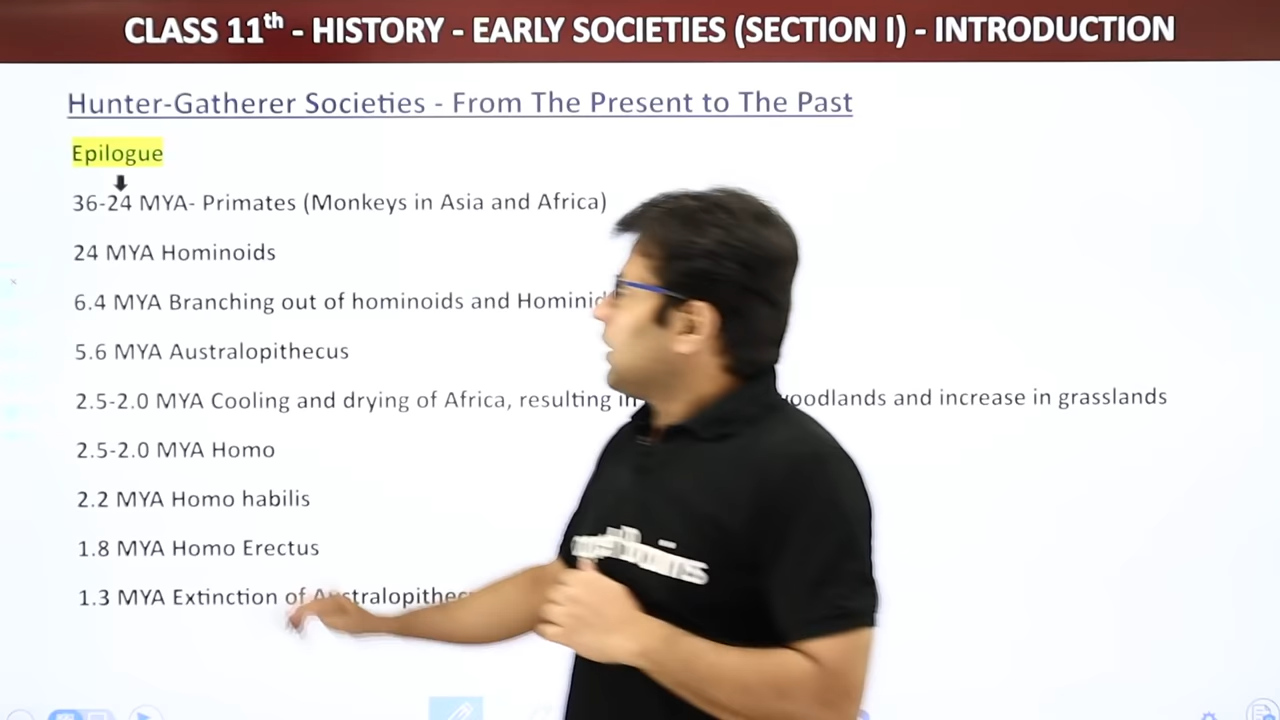 CLASS 11th - HISTORY - EARLY SOCIETIES (SECTION I) - INTRODUCTION
Hunter-Gatherer Societies - From The Present to The Past
Epilogue
36-24 MYA- Primates (Monkeys in Asia and Africa)
24 MYA Hominoids
6.4 MYA Branching out of hominoids and
5.6 MYA Australopithecus
2.5-2.0 MYA Cooling and drying of Africa, resulting and increase in grasslands
2.5-2.0 MYA Homo
2.2 MYA Homo habilis
1.8 MYA Homo Erectus
1.3 MYA Extinction of